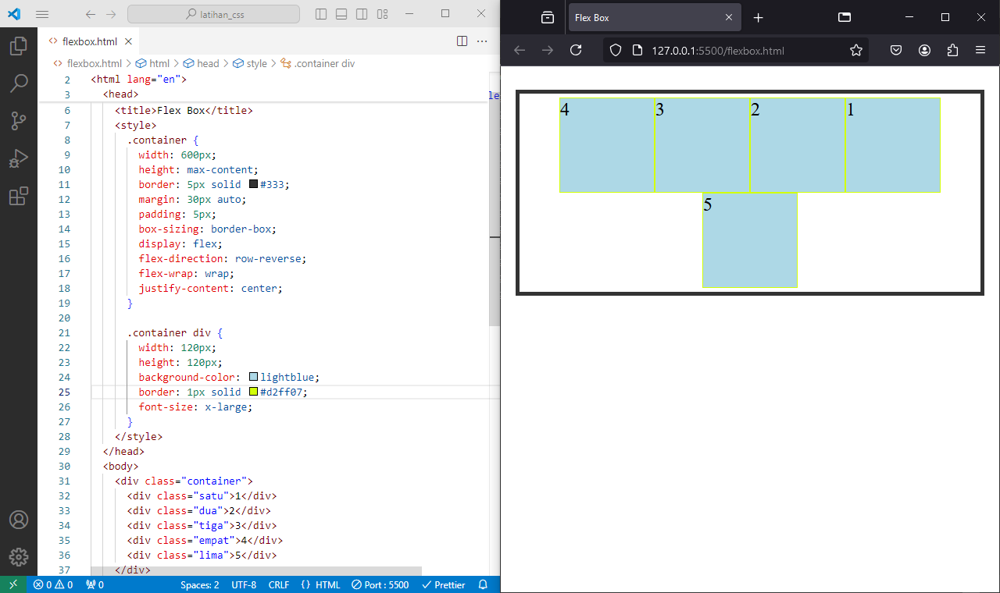 latihan_css
flexbox.html
flexbox.html > html > head > style > .container div
2 <html lang="en">
3 <head>
6 <title>Flex Box</title>
7 <style>
8 .container {
9 width: 600px;
10 height: max-content;
11 border: 5px solid #333;
12 margin: 30px auto;
13 padding: 5px;
14 box-sizing: border-box;
15 display: flex;
16 flex-direction: row-reverse;
17 flex-wrap: wrap;
18 justify-content: center;
19 }
20
21 .container div {
22 width: 120px;
23 height: 120px;
24 background-color: lightblue;
25 border: 1px solid #d2ff07;
26 font-size: x-large;
27 }
28 </style>
29 </head>
30 <body>
31 <div class="container">
32 <div class="satu">1</div>
33 <div class="dua">2</div>
34 <div class="tiga">3</div>
35 <div class="empat">4</div>
36 <div class="lima">5</div>
37 </div>
le
0 0 0 Spaces: 2 UTF-8 CRLF {} HTML Port : 5500 Prettier
Flex Box
127.0.0.1:5500/flexbox.html
4 3 2 1
5